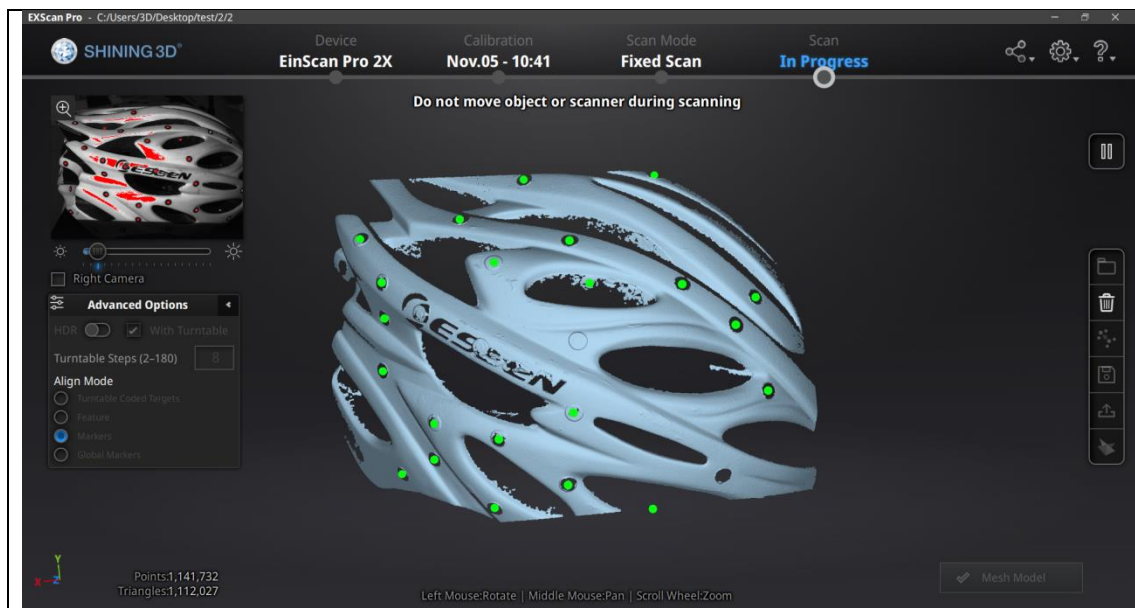 EXScan Pro - C:/Users/3D/Desktop/test/2/2
SHINING 3D®
Device
EinScan Pro 2X
Calibration
Nov.05 - 10:41
Scan Mode
Fixed Scan
Scan
In Progress
Do not move object or scanner during scanning
ESSEN
Right Camera
Advanced Options
HDR
With Turntable
Turntable Steps (2–180)
8
Align Mode
Turntable Coded Targets
Feature
Markers
Global Markers
ESSEN
Y
X
Z
Points:1,141,732
Triangles:1,112,027
Left Mouse:Rotate | Middle Mouse:Pan | Scroll Wheel:Zoom
Mesh Model